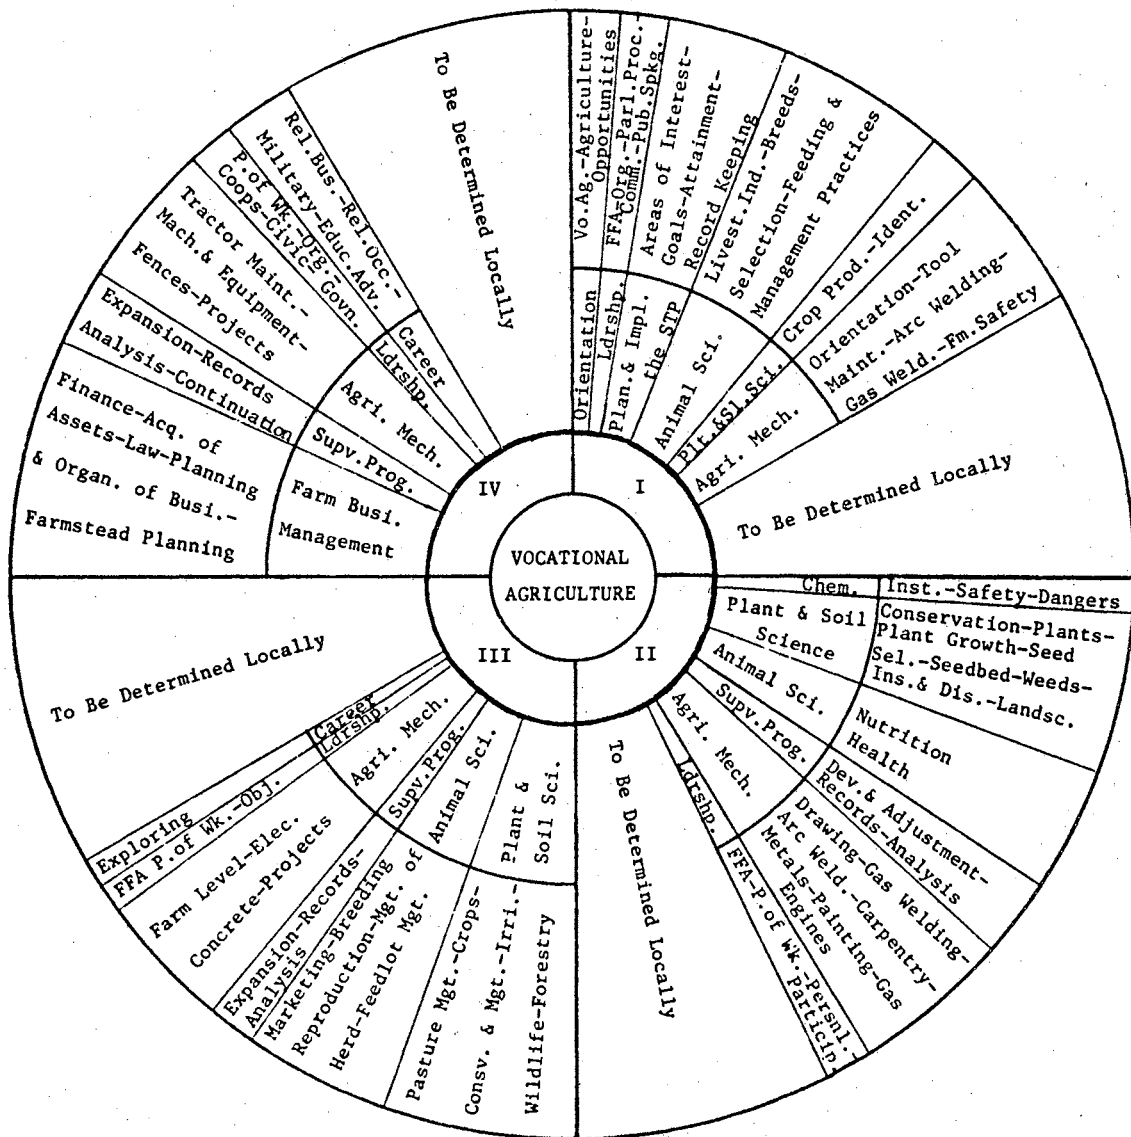 VOCATIONAL
AGRICULTURE
I
Orientation
Vo.Ag.-Agriculture-
Opportunities
Ldrshp.
FFA Org.-Parl.Proc.-
Comm.-Pub.Spkg.
Plan.& Impl.
the STP
Areas of Interest-
Goals-Attainment-
Record Keeping
Animal Sci.
Livest.Ind.-Breeds-
Selection-Feeding &
Management Practices
Plt.&Sl.Sci.
Crop Prod.-Ident.
Agri. Mech.
Orientation-Tool
Maint.-Arc Welding-
Gas Weld.-Fm.Safety
To Be Determined Locally
II
Chem.
Inst.-Safety-Dangers
Plant & Soil
Science
Conservation-Plants-
Plant Growth-Seed
Sel.-Seedbed-Weeds-
Ins.& Dis.-Landsc.
Animal Sci.
Nutrition
Health
Supv.Prog.
Dev.& Adjustment-
Records-Analysis
Agri. Mech.
Drawing-Gas Welding-
Arc Weld.-Carpentry-
Metals-Painting-Gas
Engines
Ldrshp.
FFA-P.of Wk.-Persnl.-
Particip.
To Be Determined Locally
III
Plant &
Soil Sci.
Pasture Mgt.-Crops-
Consv. & Mgt.-Irri.-
Wildlife-Forestry
Animal Sci.
Marketing-Breeding
Reproduction-Mgt. of
Herd-Feedlot Mgt.
Supv.Prog.
Expansion-Records-
Analysis
Agri. Mech.
Farm Level-Elec.
Concrete-Projects
Ldrshp.
FFA P.of Wk.-Obj.
Career
Exploring
To Be Determined Locally
IV
Farm Busi.
Management
Finance-Acq. of
Assets-Law-Planning
& Organ. of Busi.-
Farmstead Planning
Supv.Prog.
Expansion-Records
Analysis-Continuation
Agri. Mech.
Tractor Maint.-
Mach.& Equipment-
Fences-Projects
Ldrshp.
P.of Wk.-Org.-
Coops-Civic-Govn.
Career
Rel.Bus.-Rel.Occ.-
Military-Educ.Adv.
To Be Determined Locally